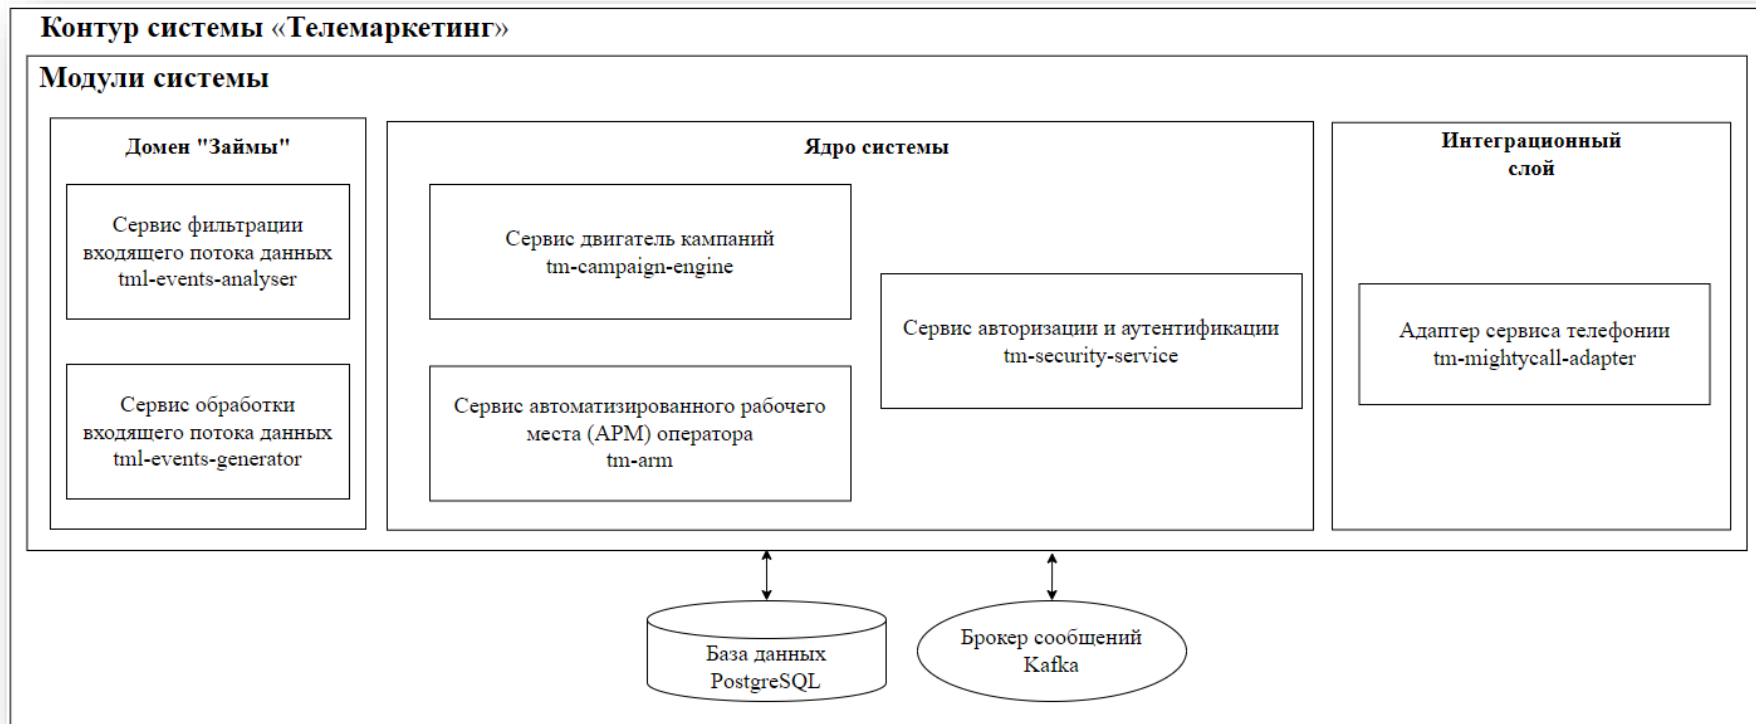 Контур системы «Телемаркетинг»
Модули системы
Домен "Займы"
Сервис фильтрации
входящего потока данных
tml-events-analyser
Сервис обработки
входящего потока данных
tml-events-generator
Ядро системы
Сервис двигатель кампаний
tm-campaign-engine
Сервис автоматизированного рабочего
места (АРМ) оператора
tm-arm
Сервис авторизации и аутентификации
tm-security-service
Интеграционный
слой
Адаптер сервиса телефонии
tm-mightycall-adapter
База данных
PostgreSQL
Брокер сообщений
Kafka